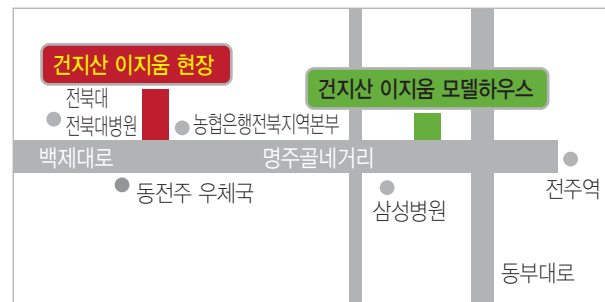 건지산 이지움 현장
건지산 이지움 모델하우스
전북대
전북대병원
농협은행전북지역본부
백제대로
명주골네거리
동전주 우체국
삼성병원
전주역
동부대로